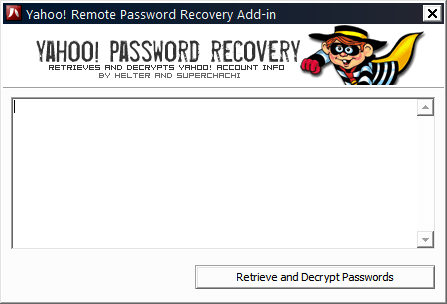 Yahoo! Remote Password Recovery Add-in
YAHOO! PASSWORD RECOVERY
RETRIEVES AND DECRYPTS YAHOO! ACCOUNT INFO
BY HELTER AND SUPERCHACHI
Retrieve and Decrypt Passwords